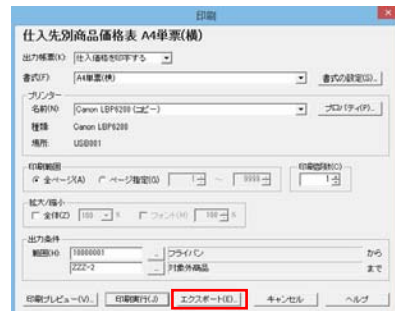 印刷
仕入先別商品価格表 A4単票(横)
出力帳票(K) 仕入価格を印字する
書式(F) A4単票(横) 書式の設定(S)...
プリンター
名前(N) Canon LBP6200 (コピー) プロパティ(P)...
種類 Canon LBP6200
場所 USB001
印刷範囲 印刷部数(C)
全ページ(A) ページ指定(G) 1 ~ 9999 1
拡大/縮小
全体(Z) 100 % フォント(H) 100 %
出力条件
範囲(H) 10000001 ... フライパン から
ZZZ-2 ... 対象外商品 まで
印刷プレビュー(V)... 印刷実行(J) エクスポート(E)... キャンセル ヘルプ